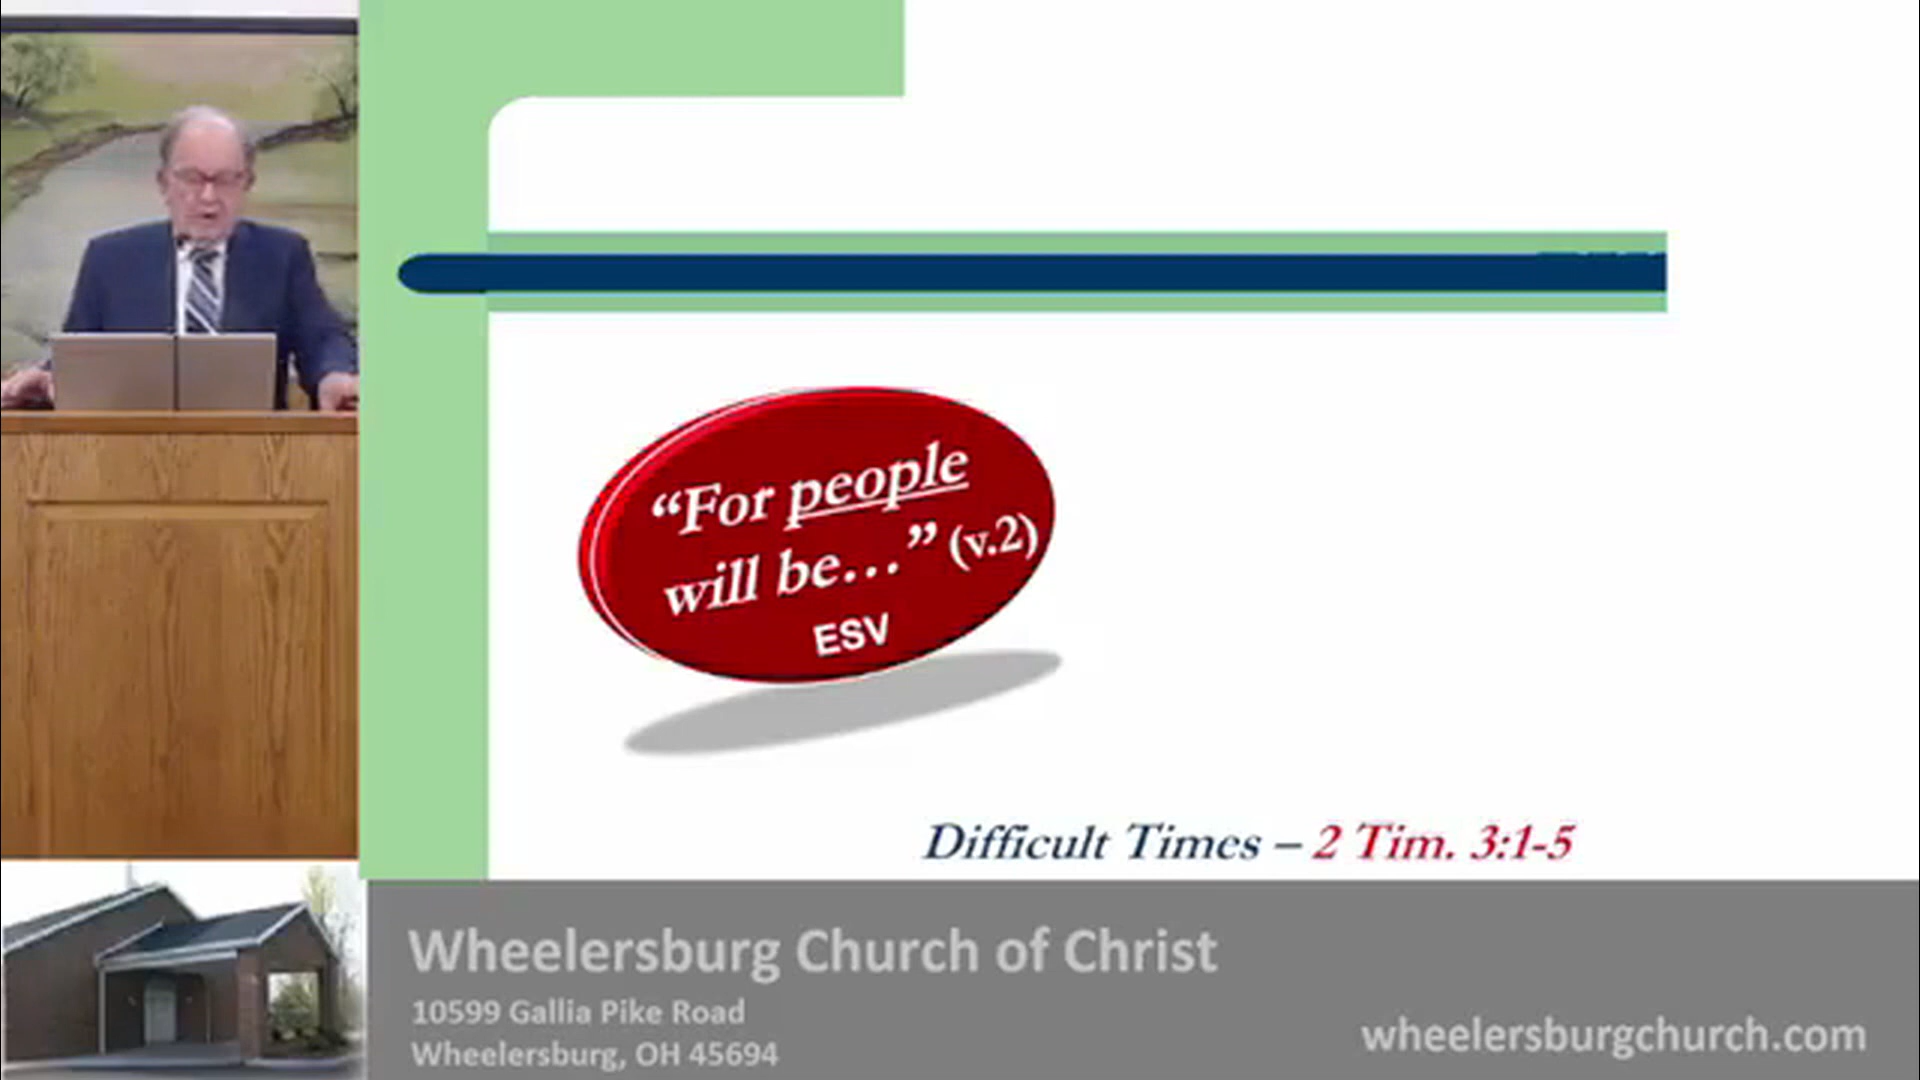 “For people
will be…” (v.2)
ESV
Difficult Times – 2 Tim. 3:1-5
Wheelersburg Church of Christ
10599 Gallia Pike Road
Wheelersburg, OH 45694
wheelersburgchurch.com